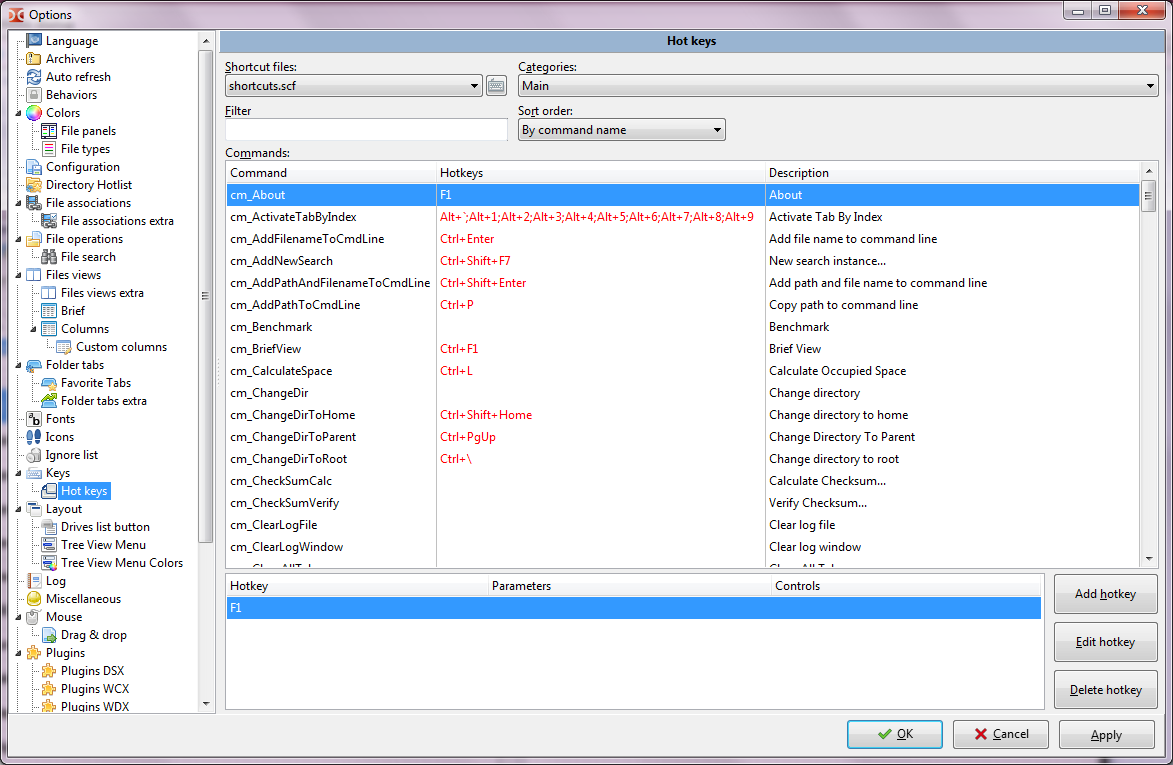 Options
Language
Archivers
Auto refresh
Behaviors
Colors
File panels
File types
Configuration
Directory Hotlist
File associations
File associations extra
File operations
File search
Files views
Files views extra
Brief
Columns
Custom columns
Folder tabs
Favorite Tabs
Folder tabs extra
Fonts
Icons
Ignore list
Keys
Hot keys
Layout
Drives list button
Tree View Menu
Tree View Menu Colors
Log
Miscellaneous
Mouse
Drag & drop
Plugins
Plugins DSX
Plugins WCX
Plugins WDX
Hot keys
Shortcut files: Categories:
shortcuts.scf Main
Filter Sort order:
By command name
Commands:
Command Hotkeys Description
cm_About F1 About
cm_ActivateTabByIndex Alt+`;Alt+1;Alt+2;Alt+3;Alt+4;Alt+5;Alt+6;Alt+7;Alt+8;Alt+9 Activate Tab By Index
cm_AddFilenameToCmdLine Ctrl+Enter Add file name to command line
cm_AddNewSearch Ctrl+Shift+F7 New search instance...
cm_AddPathAndFilenameToCmdLine Ctrl+Shift+Enter Add path and file name to command line
cm_AddPathToCmdLine Ctrl+P Copy path to command line
cm_Benchmark Benchmark
cm_BriefView Ctrl+F1 Brief View
cm_CalculateSpace Ctrl+L Calculate Occupied Space
cm_ChangeDir Change directory
cm_ChangeDirToHome Ctrl+Shift+Home Change directory to home
cm_ChangeDirToParent Ctrl+PgUp Change Directory To Parent
cm_ChangeDirToRoot Ctrl+\ Change directory to root
cm_CheckSumCalc Calculate Checksum...
cm_CheckSumVerify Verify Checksum...
cm_ClearLogFile Clear log file
cm_ClearLogWindow Clear log window
Hotkey Parameters Controls
F1
Add hotkey
Edit hotkey
Delete hotkey
OK Cancel Apply